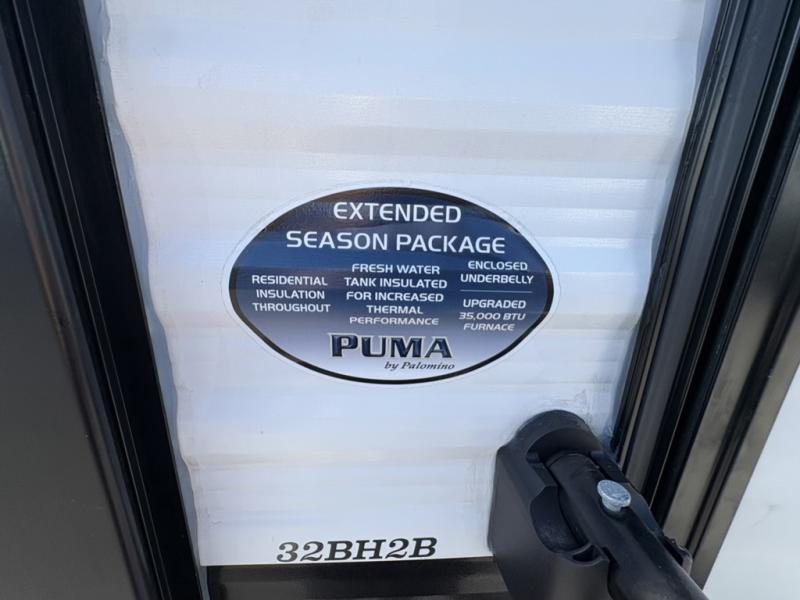 EXTENDED
SEASON PACKAGE
RESIDENTIAL
INSULATION
THROUGHOUT
FRESH WATER
TANK INSULATED
FOR INCREASED
THERMAL
PERFORMANCE
ENCLOSED
UNDERBELLY
UPGRADED
35,000 BTU
FURNACE
PUMA
by Palomino
32BH2B